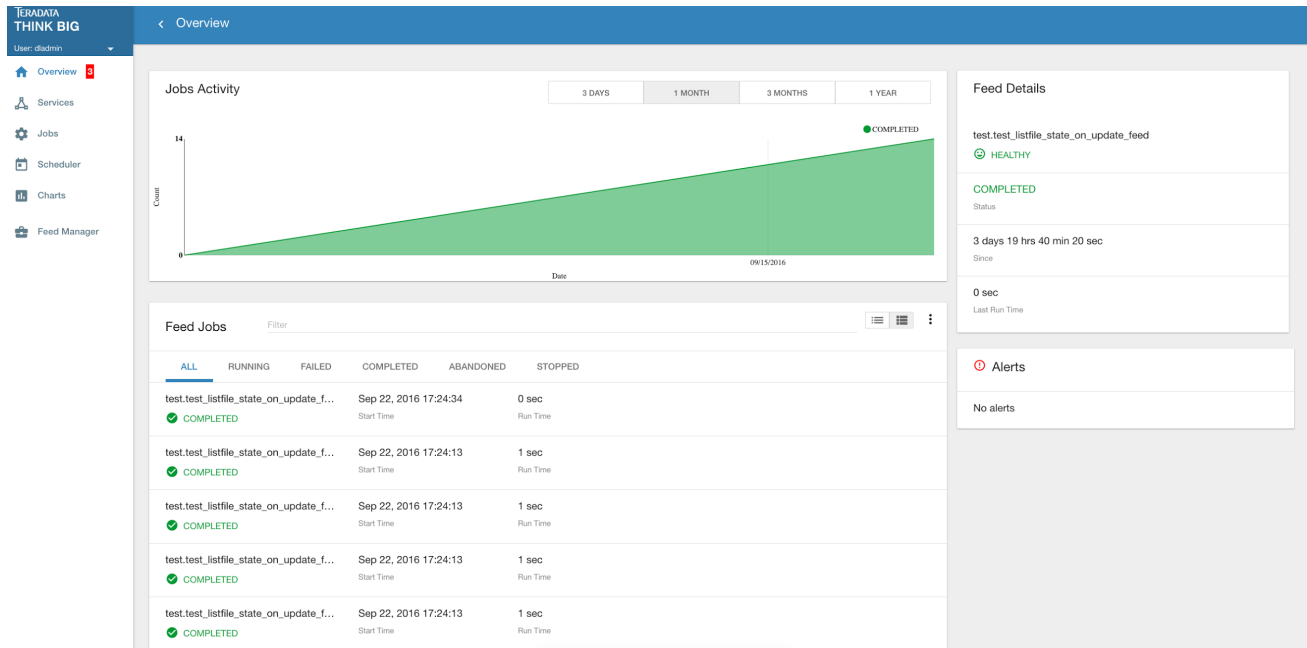 TERADATA
THINK BIG
User: dladmin
Overview 3
Services
Jobs
Scheduler
Charts
Feed Manager
Overview
Jobs Activity
3 DAYS 1 MONTH 3 MONTHS 1 YEAR
COMPLETED
14
Count
0
09/15/2016
Date
Feed Jobs Filter
ALL RUNNING FAILED COMPLETED ABANDONED STOPPED
test.test_listfile_state_on_update_f... Sep 22, 2016 17:24:34 0 sec
COMPLETED Start Time Run Time
test.test_listfile_state_on_update_f... Sep 22, 2016 17:24:13 1 sec
COMPLETED Start Time Run Time
test.test_listfile_state_on_update_f... Sep 22, 2016 17:24:13 1 sec
COMPLETED Start Time Run Time
test.test_listfile_state_on_update_f... Sep 22, 2016 17:24:13 1 sec
COMPLETED Start Time Run Time
test.test_listfile_state_on_update_f... Sep 22, 2016 17:24:13 1 sec
COMPLETED Start Time Run Time
Feed Details
test.test_listfile_state_on_update_feed
HEALTHY
COMPLETED
Status
3 days 19 hrs 40 min 20 sec
Since
0 sec
Last Run Time
Alerts
No alerts